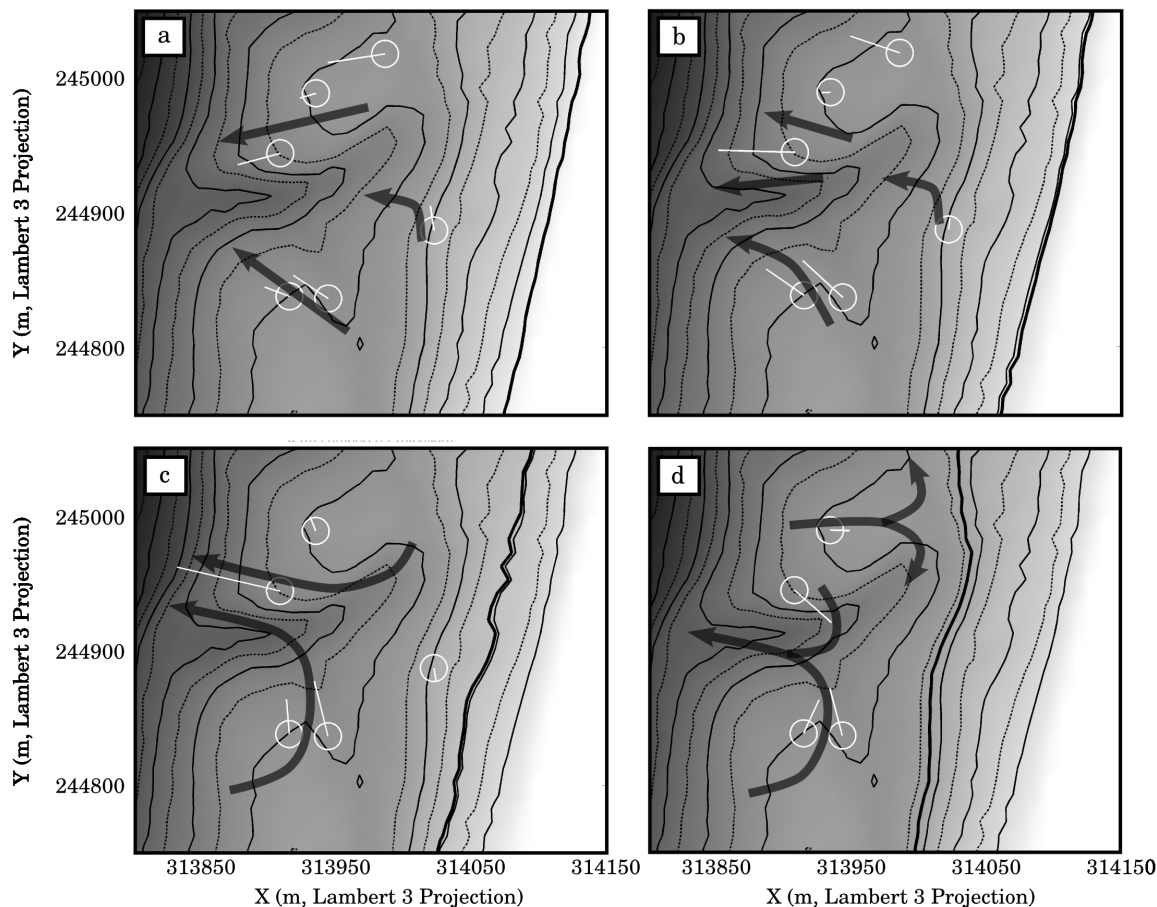 a
b
245000
244900
244800
Y (m, Lambert 3 Projection)
c
d
245000
244900
244800
Y (m, Lambert 3 Projection)
313850 313950 314050 314150
313850 313950 314050 314150
X (m, Lambert 3 Projection)
X (m, Lambert 3 Projection)